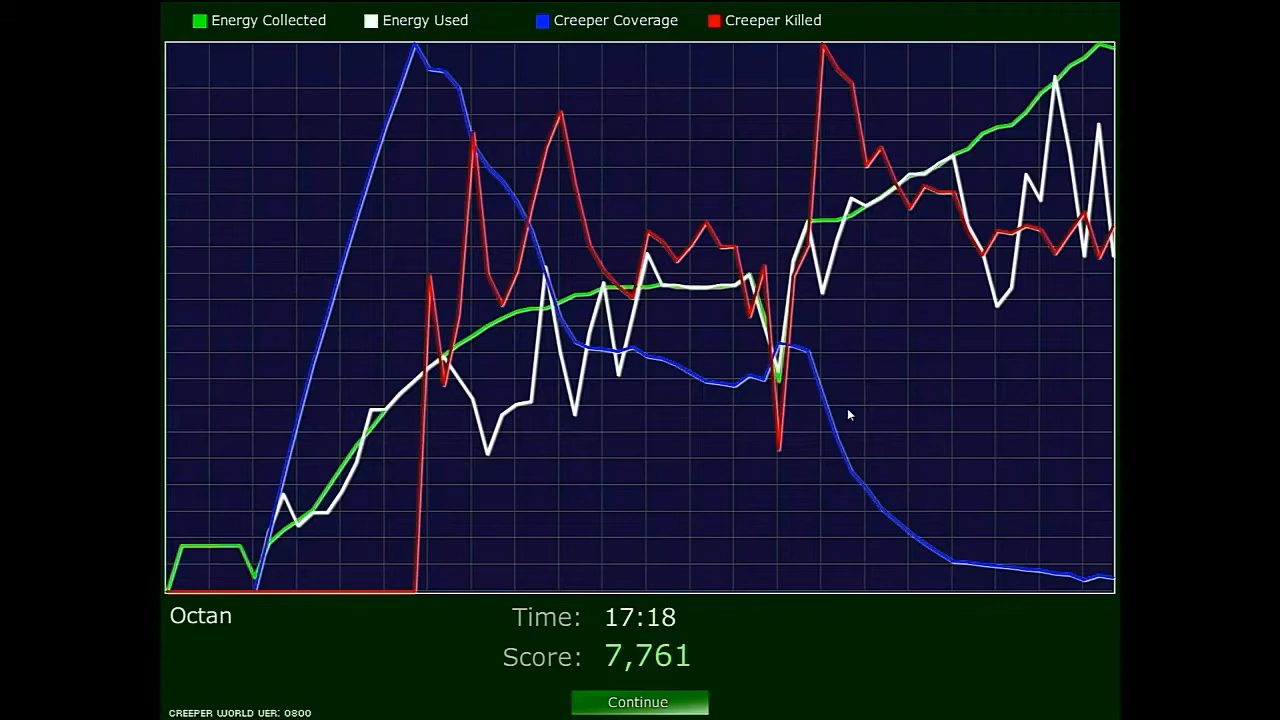 Energy Collected Energy Used Creeper Coverage Creeper Killed
Octan
Time: 17:18
Score: 7,761
Continue
CREEPER WORLD VER: 0800